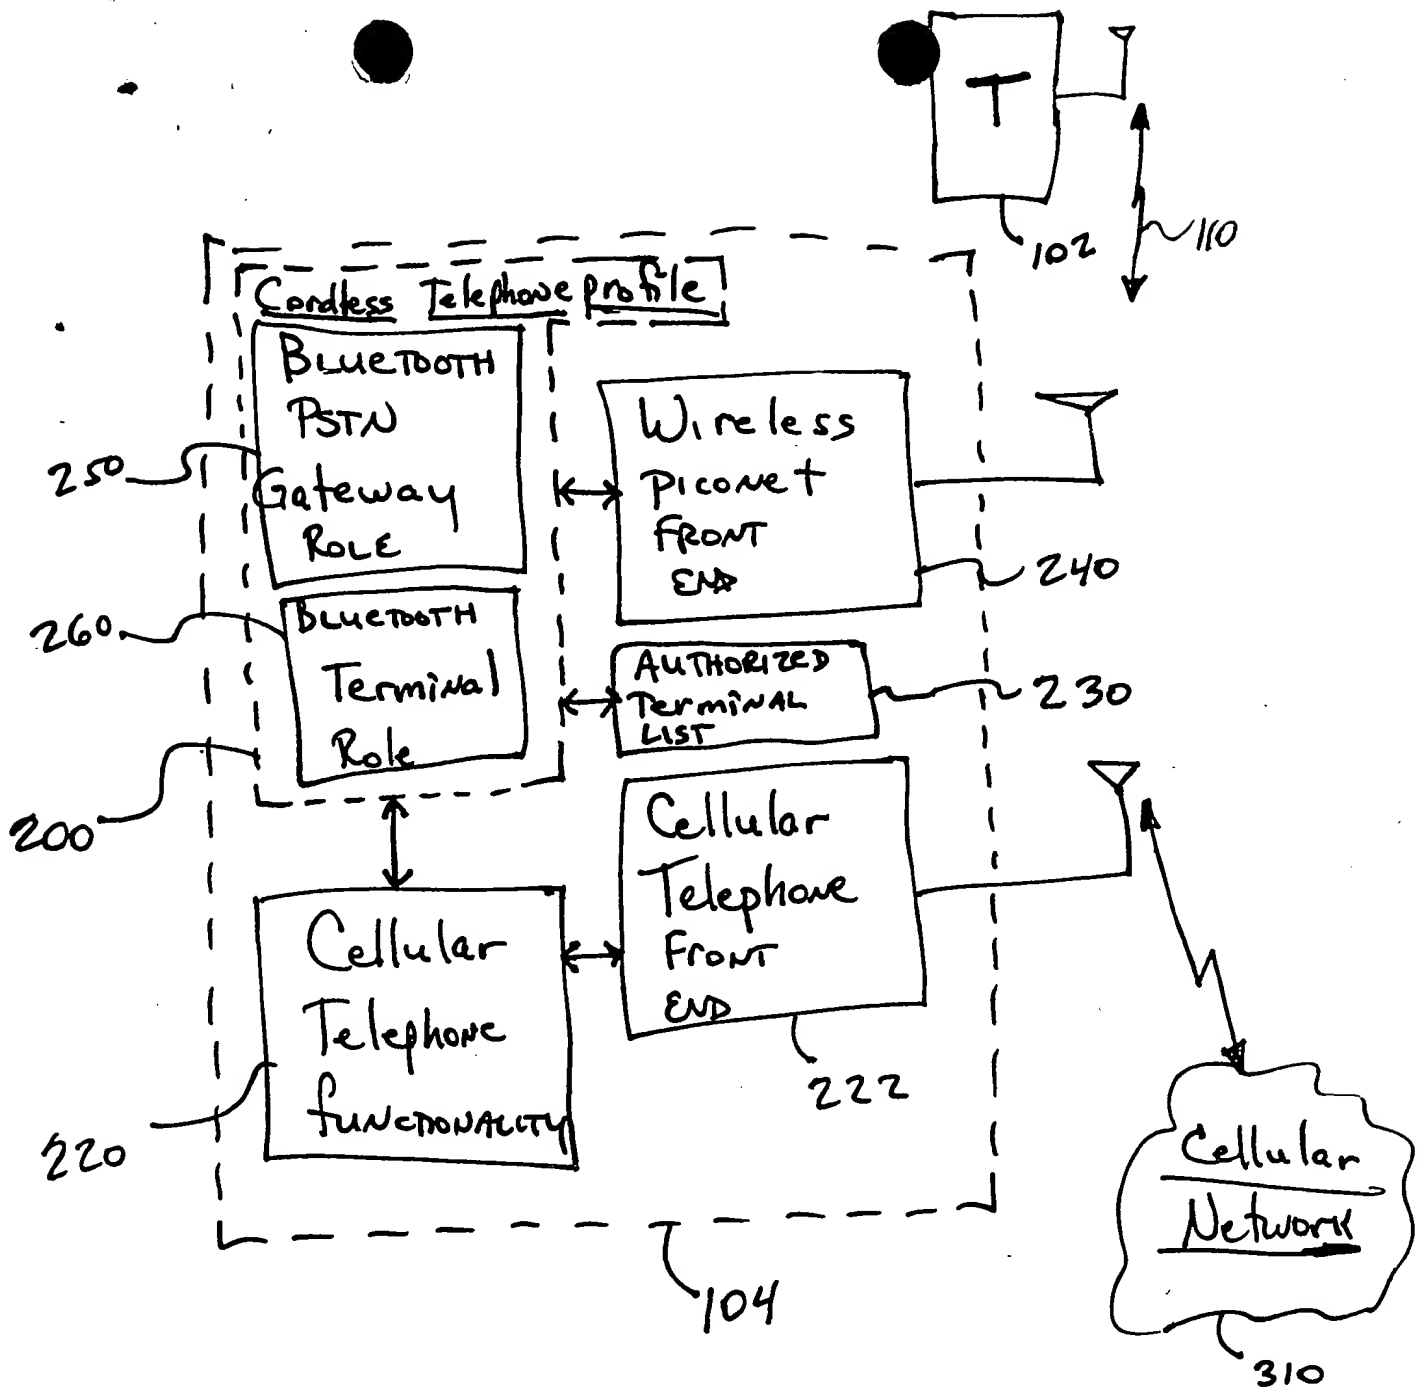 T
102
110
Cordless Telephone profile
BLUETOOTH
PSTN
Gateway
ROLE
250
BLUETOOTH
Terminal
Role
260
200
Wireless
PICONET
FRONT
END
240
AUTHORIZED
TermiNAL
LIST
230
Cellular
Telephone
FRONT
END
222
Cellular
Telephone
fUNCTIONALITY
220
104
Cellular
Network
310